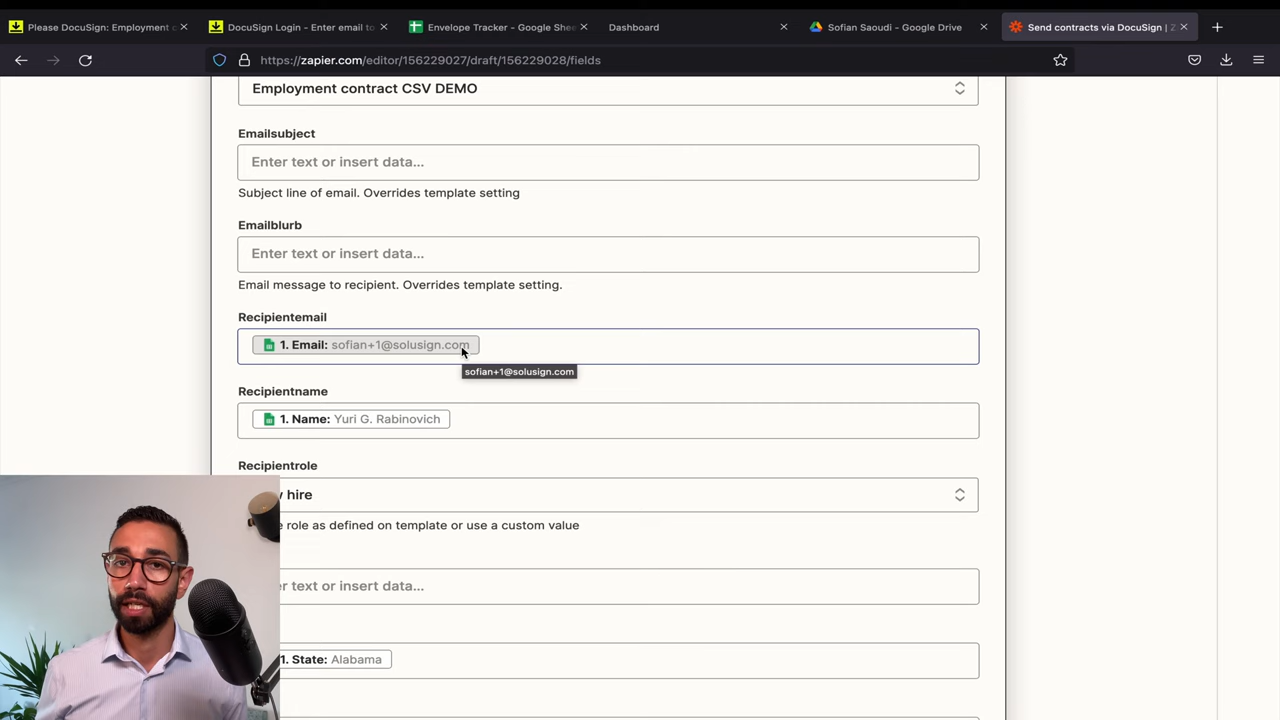 Please DocuSign: Employment c
DocuSign Login - Enter email to
Envelope Tracker - Google Shee
Dashboard
Sofian Saoudi - Google Drive
Send contracts via DocuSign | Z
https://zapier.com/editor/156229027/draft/156229028/fields
Employment contract CSV DEMO
Emailsubject
Enter text or insert data...
Subject line of email. Overrides template setting
Emailblurb
Enter text or insert data...
Email message to recipient. Overrides template setting.
Recipientemail
1. Email: sofian+1@solusign.com
sofian+1@solusign.com
Recipientname
1. Name: Yuri G. Rabinovich
Recipientrole
hire
role as defined on template or use a custom value
text or insert data...
1. State: Alabama